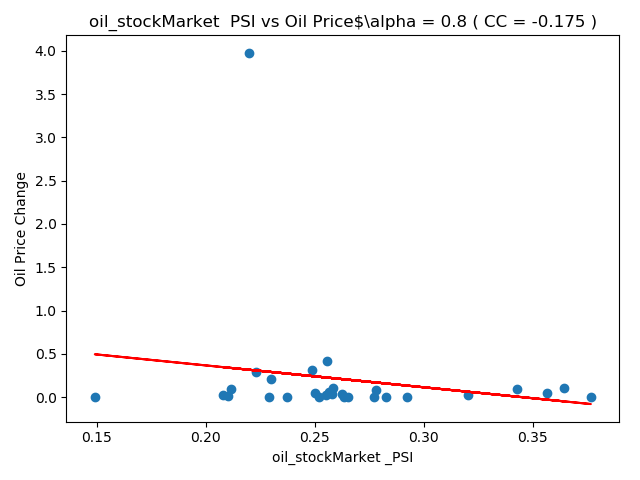 oil_stockMarket  PSI vs Oil Price$\alpha = 0.8 ( CC = -0.175 )
4.0
3.5
3.0
2.5
2.0
1.5
1.0
0.5
0.0
Oil Price Change
0.15 0.20 0.25 0.30 0.35
oil_stockMarket _PSI